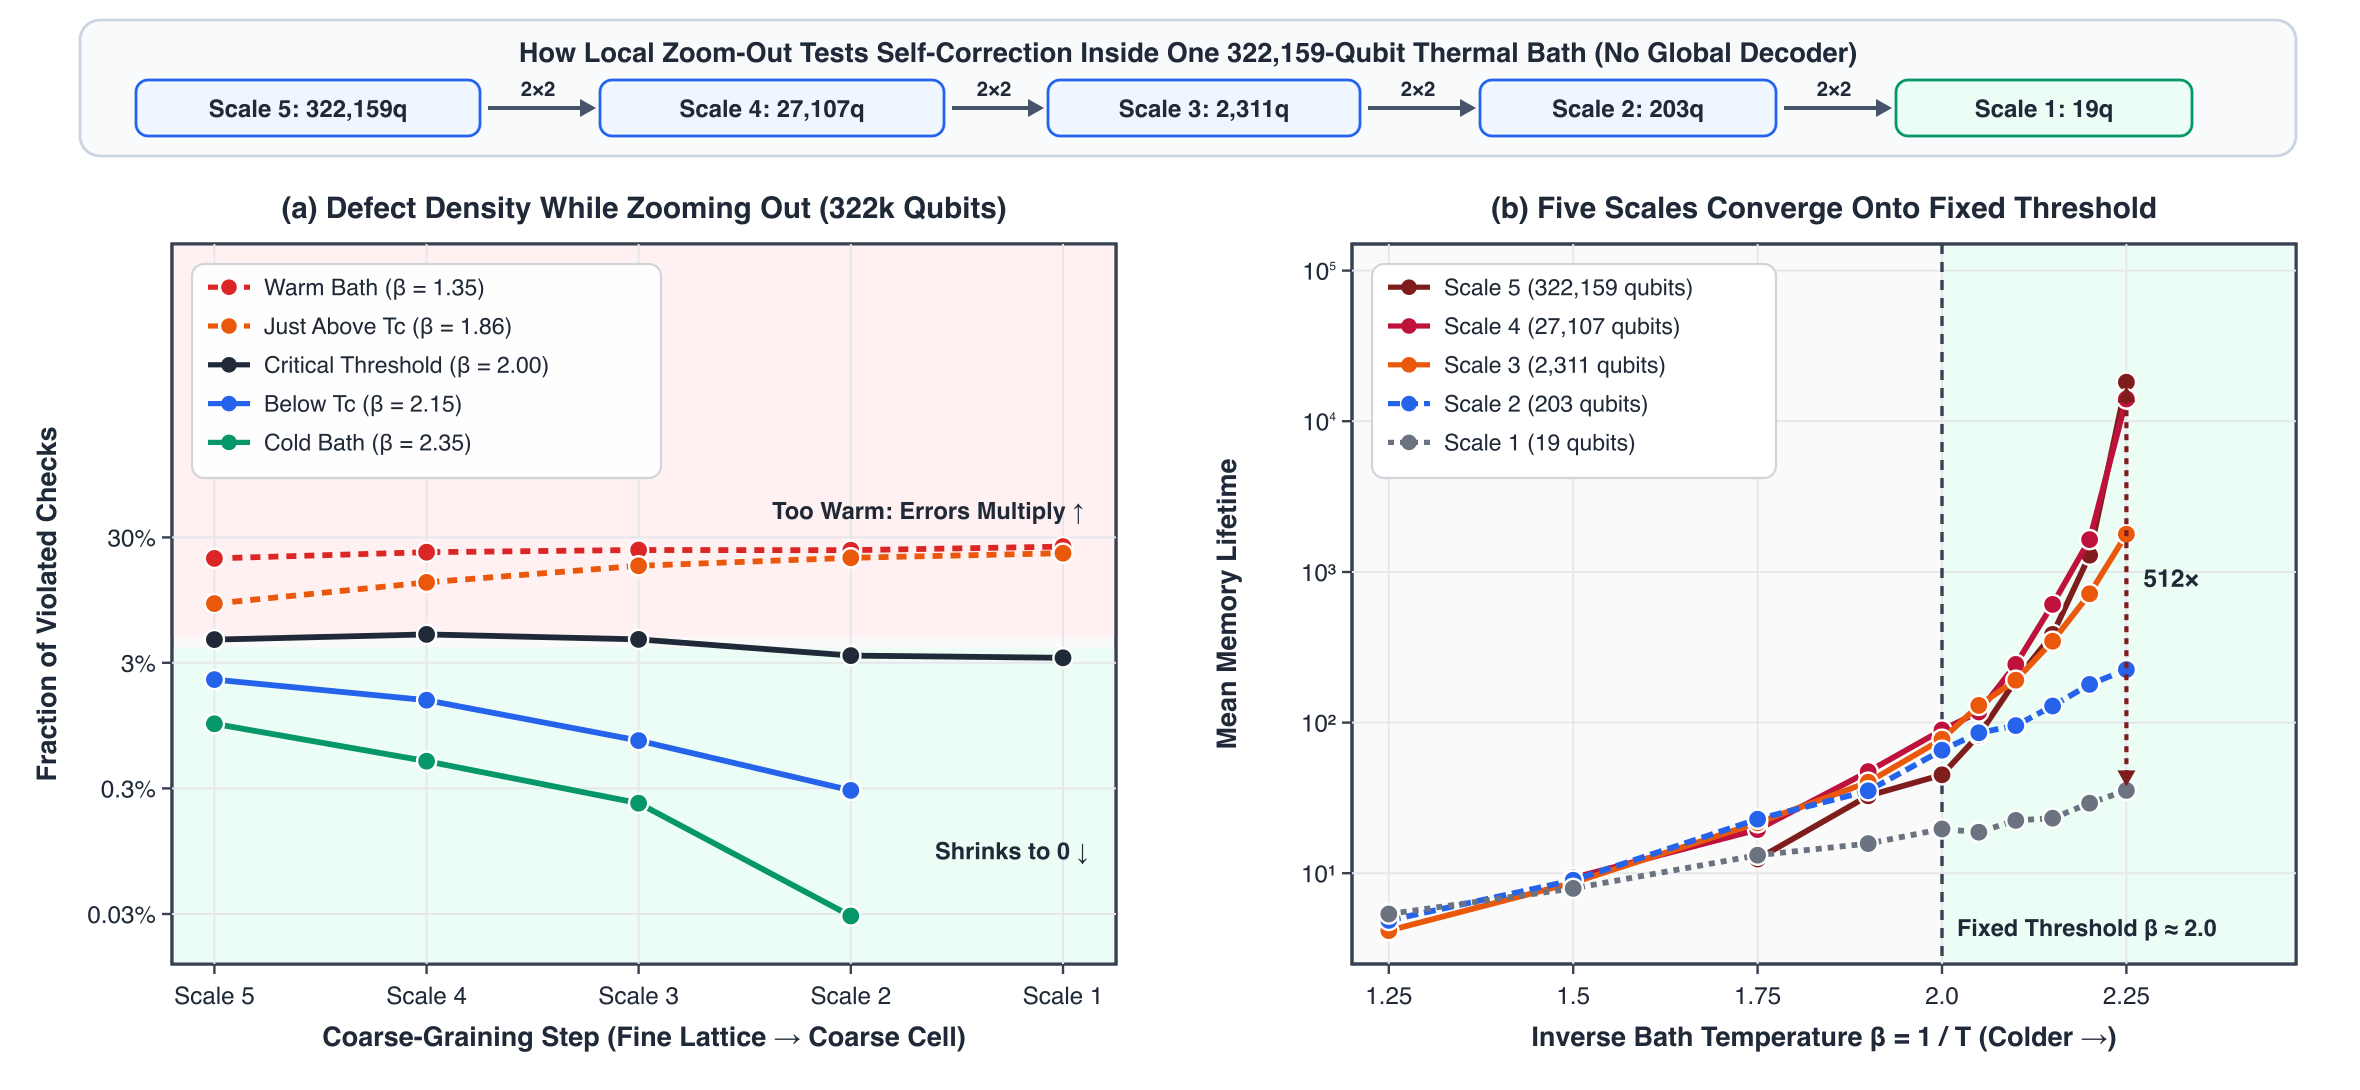 How Local Zoom-Out Tests Self-Correction Inside One 322,159-Qubit Thermal Bath (No Global Decoder)
Scale 5: 322,159q
2×2
Scale 4: 27,107q
2×2
Scale 3: 2,311q
2×2
Scale 2: 203q
2×2
Scale 1: 19q
(a) Defect Density While Zooming Out (322k Qubits)
Warm Bath (β = 1.35)
Just Above Tc (β = 1.86)
Critical Threshold (β = 2.00)
Below Tc (β = 2.15)
Cold Bath (β = 2.35)
Too Warm: Errors Multiply ↑
Shrinks to 0 ↓
Fraction of Violated Checks
30%
3%
0.3%
0.03%
Scale 5
Scale 4
Scale 3
Scale 2
Scale 1
Coarse-Graining Step (Fine Lattice → Coarse Cell)
(b) Five Scales Converge Onto Fixed Threshold
Scale 5 (322,159 qubits)
Scale 4 (27,107 qubits)
Scale 3 (2,311 qubits)
Scale 2 (203 qubits)
Scale 1 (19 qubits)
512×
Fixed Threshold β ≈ 2.0
Mean Memory Lifetime
10⁵
10⁴
10³
10²
10¹
1.25
1.5
1.75
2.0
2.25
Inverse Bath Temperature β = 1 / T (Colder →)